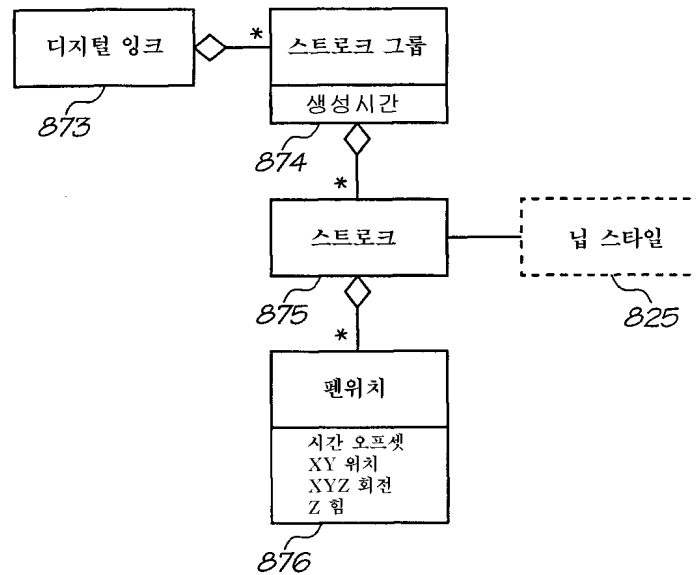 디지털 잉크
*
스트로크 그룹
생성시간
873
874
*
스트로크
닙 스타일
875
825
*
펜위치
시간 오프셋
XY 위치
XYZ 회전
Z 힘
876